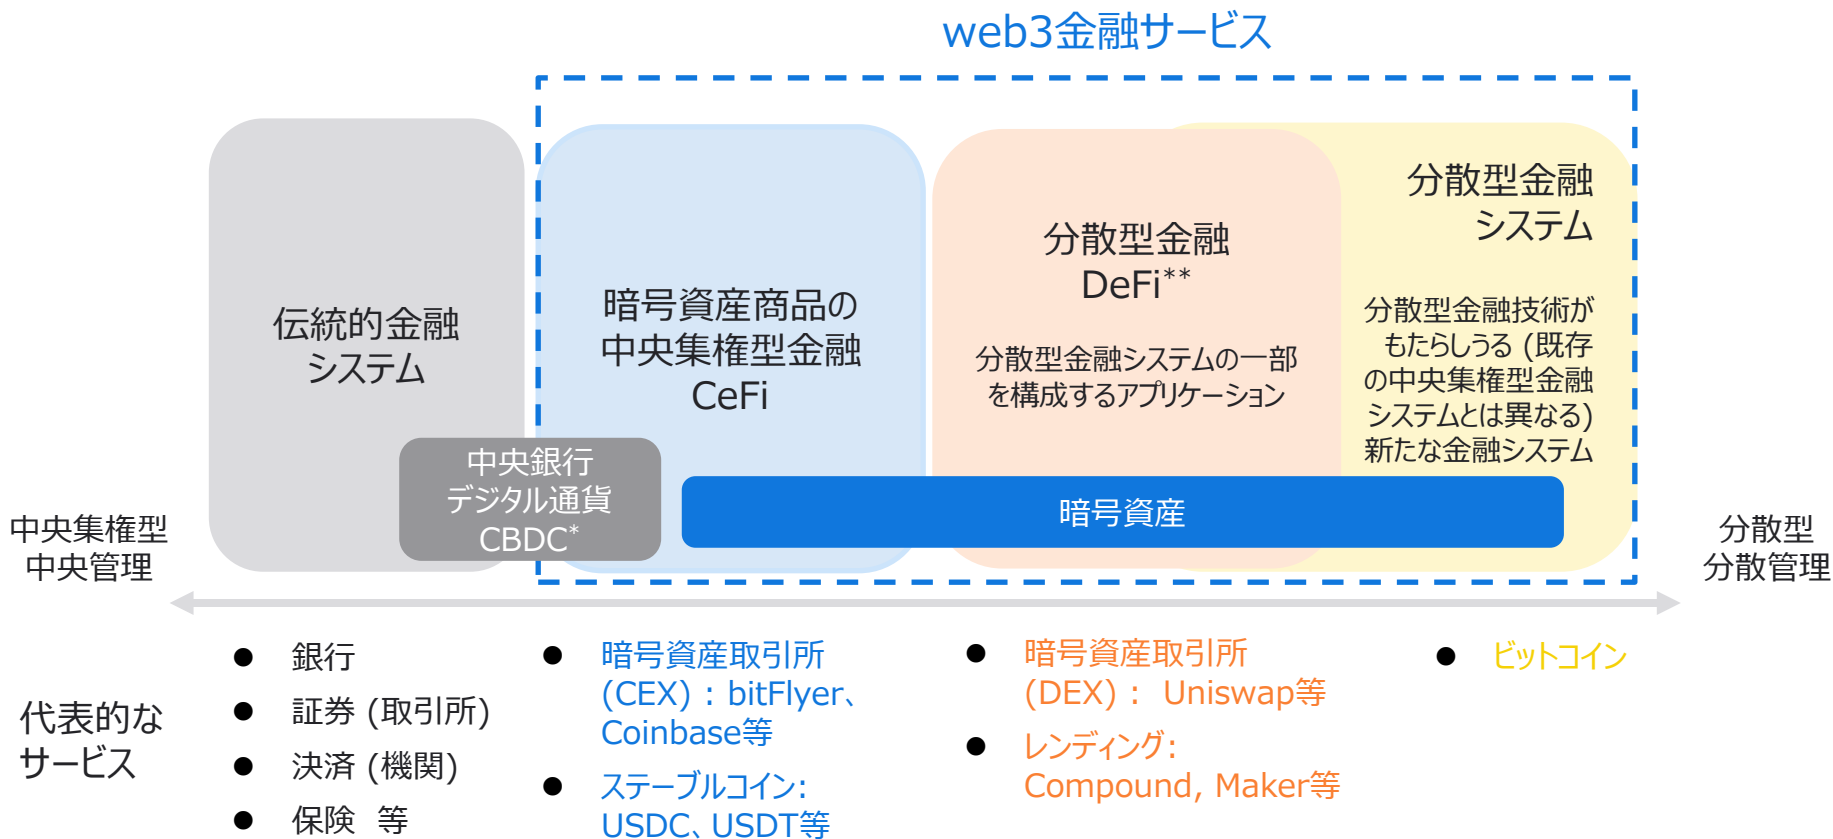 web3金融サービス
伝統的金融
システム
暗号資産商品の
中央集権型金融
CeFi
分散型金融
DeFi**
分散型金融システムの一部
を構成するアプリケーション
分散型金融
システム
分散型金融技術が
もたらしうる (既存
の中央集権型金融
システムとは異なる)
新たな金融システム
中央銀行
デジタル通貨
CBDC*
暗号資産
中央集権型
中央管理
分散型
分散管理
代表的な
サービス
● 銀行
● 証券 (取引所)
● 決済 (機関)
● 保険 等
● 暗号資産取引所
(CEX) : bitFlyer、
Coinbase等
● ステーブルコイン:
USDC、USDT等
● 暗号資産取引所
(DEX) : Uniswap等
● レンディング:
Compound, Maker等
● ビットコイン